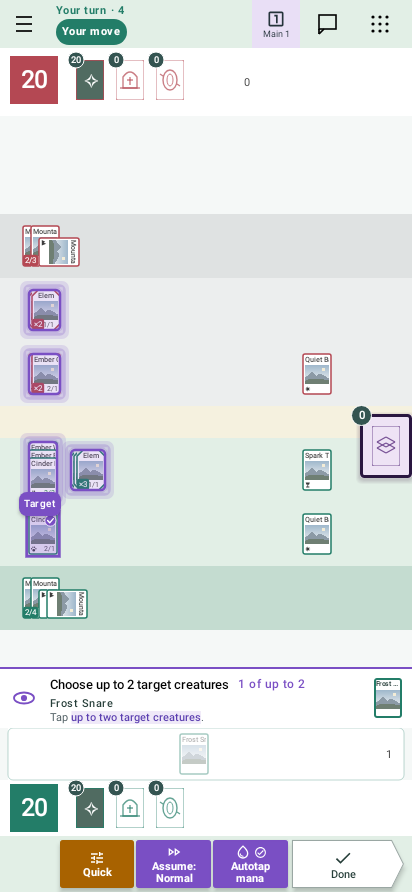 Your turn · 4
Your move
1
Main 1
20
20
0
0
0
Mounta
2/3
Mounta
Elem
×2
1/1
Ember
×2
2/1
Quiet B
0
Cinder
Elem
×3
1/1
Spark T
Target
2/1
Quiet B
Mounta
2/4
Mounta
Choose up to 2 target creatures 1 of up to 2
Frost Snare
Tap up to two target creatures.
Frost ...
Frost Sn
1
20
20
0
0
Quick
Assume:
Normal
Autotap
mana
Done